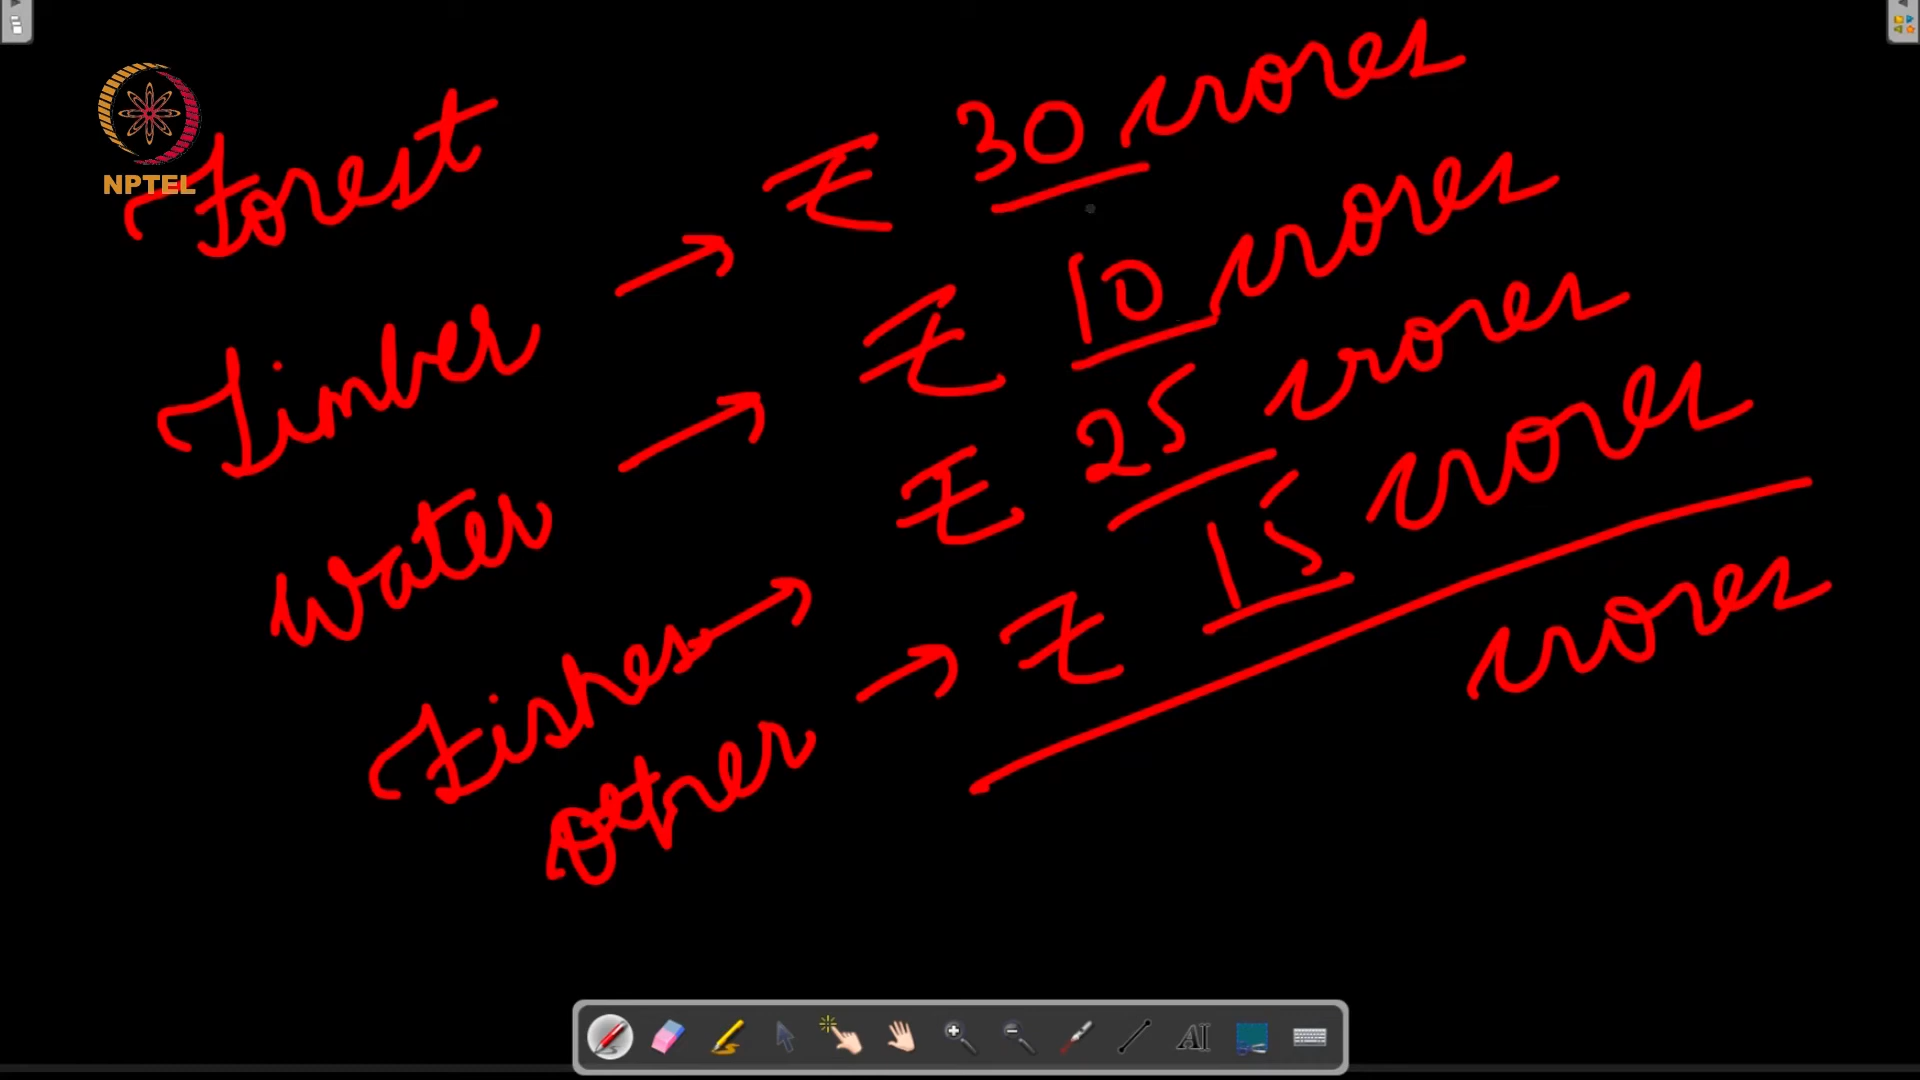 NPTEL
Forest
Timber → ₹ 30 crores
Water → ₹ 10 crores
Fishes → ₹ 25 crores
Other → ₹ 15 crores
crores